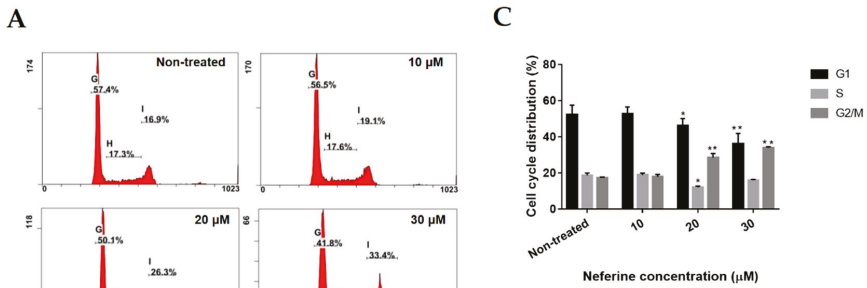 A
Non-treated
174
G
57.4%
I
16.9%
H
17.3%
0
1023
10 μM
170
G
56.5%
I
19.1%
H
17.6%
0
1023
20 μM
118
G
50.1%
I
26.3%
30 μM
66
G
41.8%
I
33.4%
C
Cell cycle distribution (%)
80
60
40
20
0
*
*
**
**
**
G1
S
G2/M
Non-treated
10
20
30
Neferine concentration (μM)